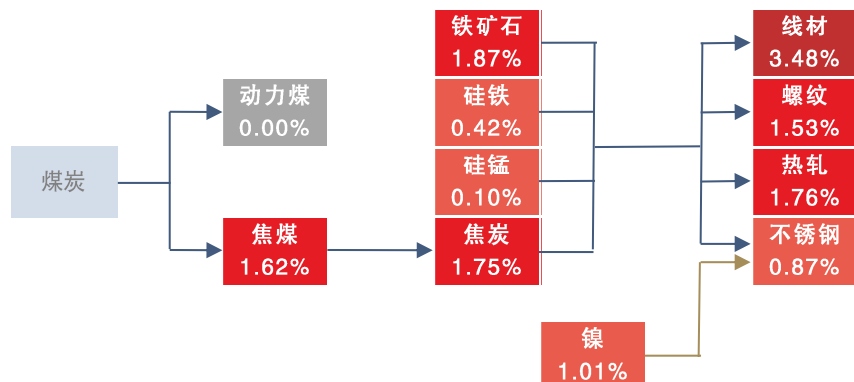 煤炭
动力煤
0.00%
焦煤
1.62%
铁矿石
1.87%
硅铁
0.42%
硅锰
0.10%
焦炭
1.75%
镍
1.01%
线材
3.48%
螺纹
1.53%
热轧
1.76%
不锈钢
0.87%